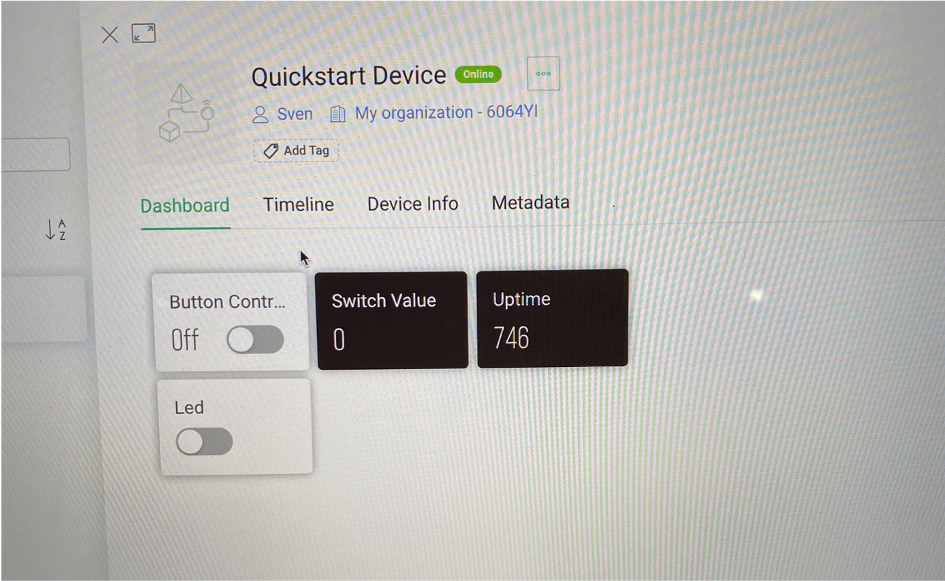 Quickstart Device Online
Sven My organization - 6064YI
Add Tag
A
Z
Dashboard Timeline Device Info Metadata
Button Contr... Switch Value Uptime
Off 0 746
Led